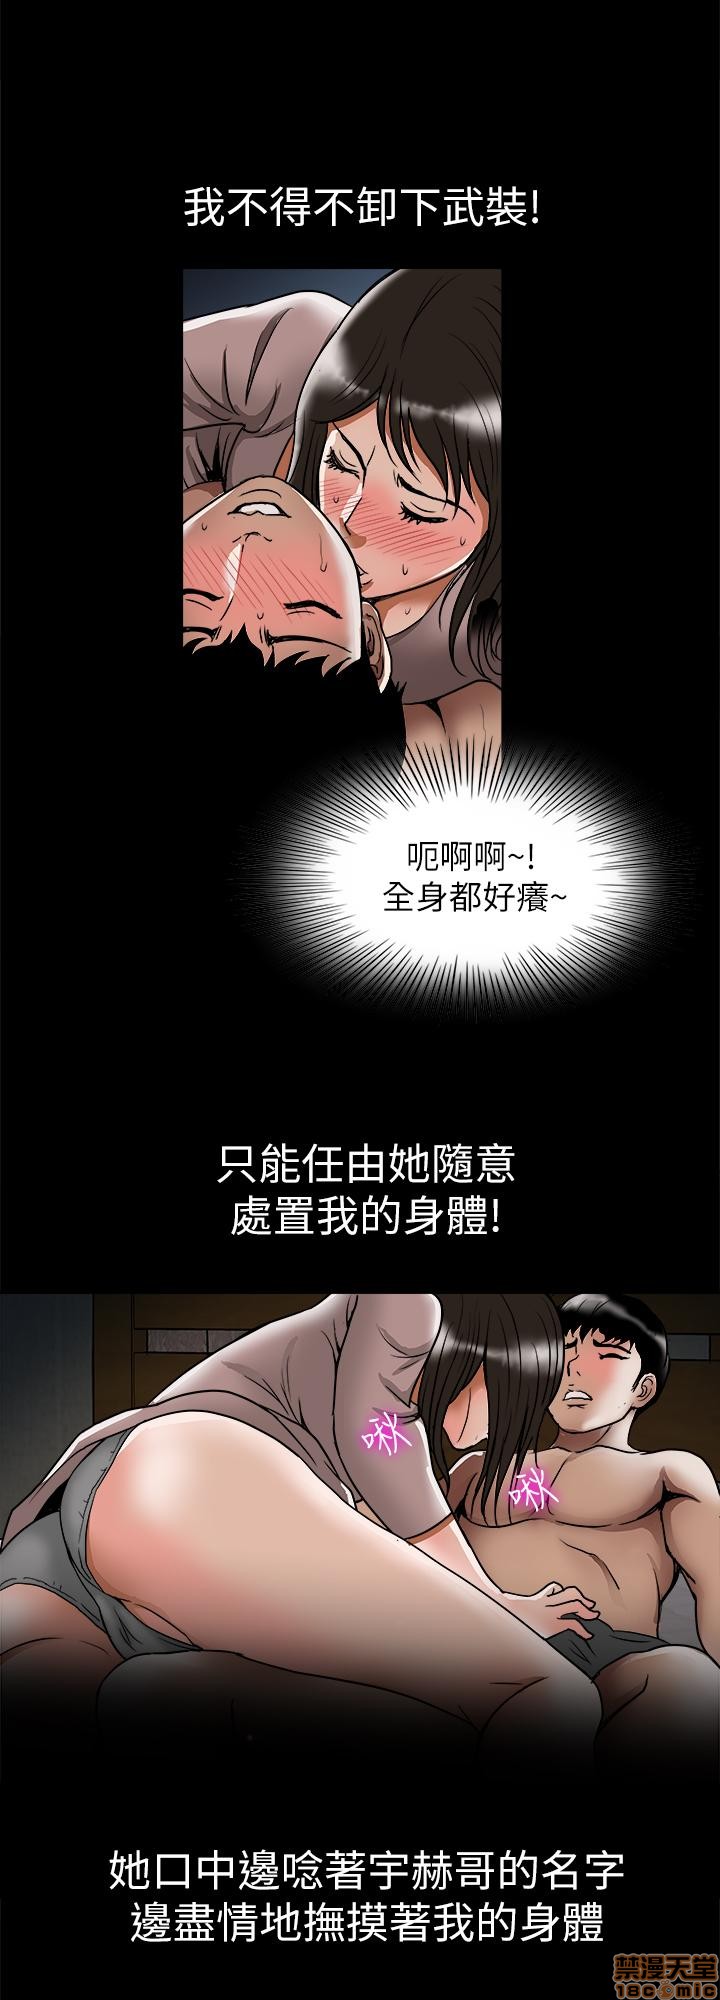 我不得不卸下武裝!
呃啊啊~!
全身都好癢~
只能任由她隨意
處置我的身體!
啾
啾
她口中邊唸著宇赫哥的名字
邊盡情地撫摸著我的身體
禁漫天堂
18comic